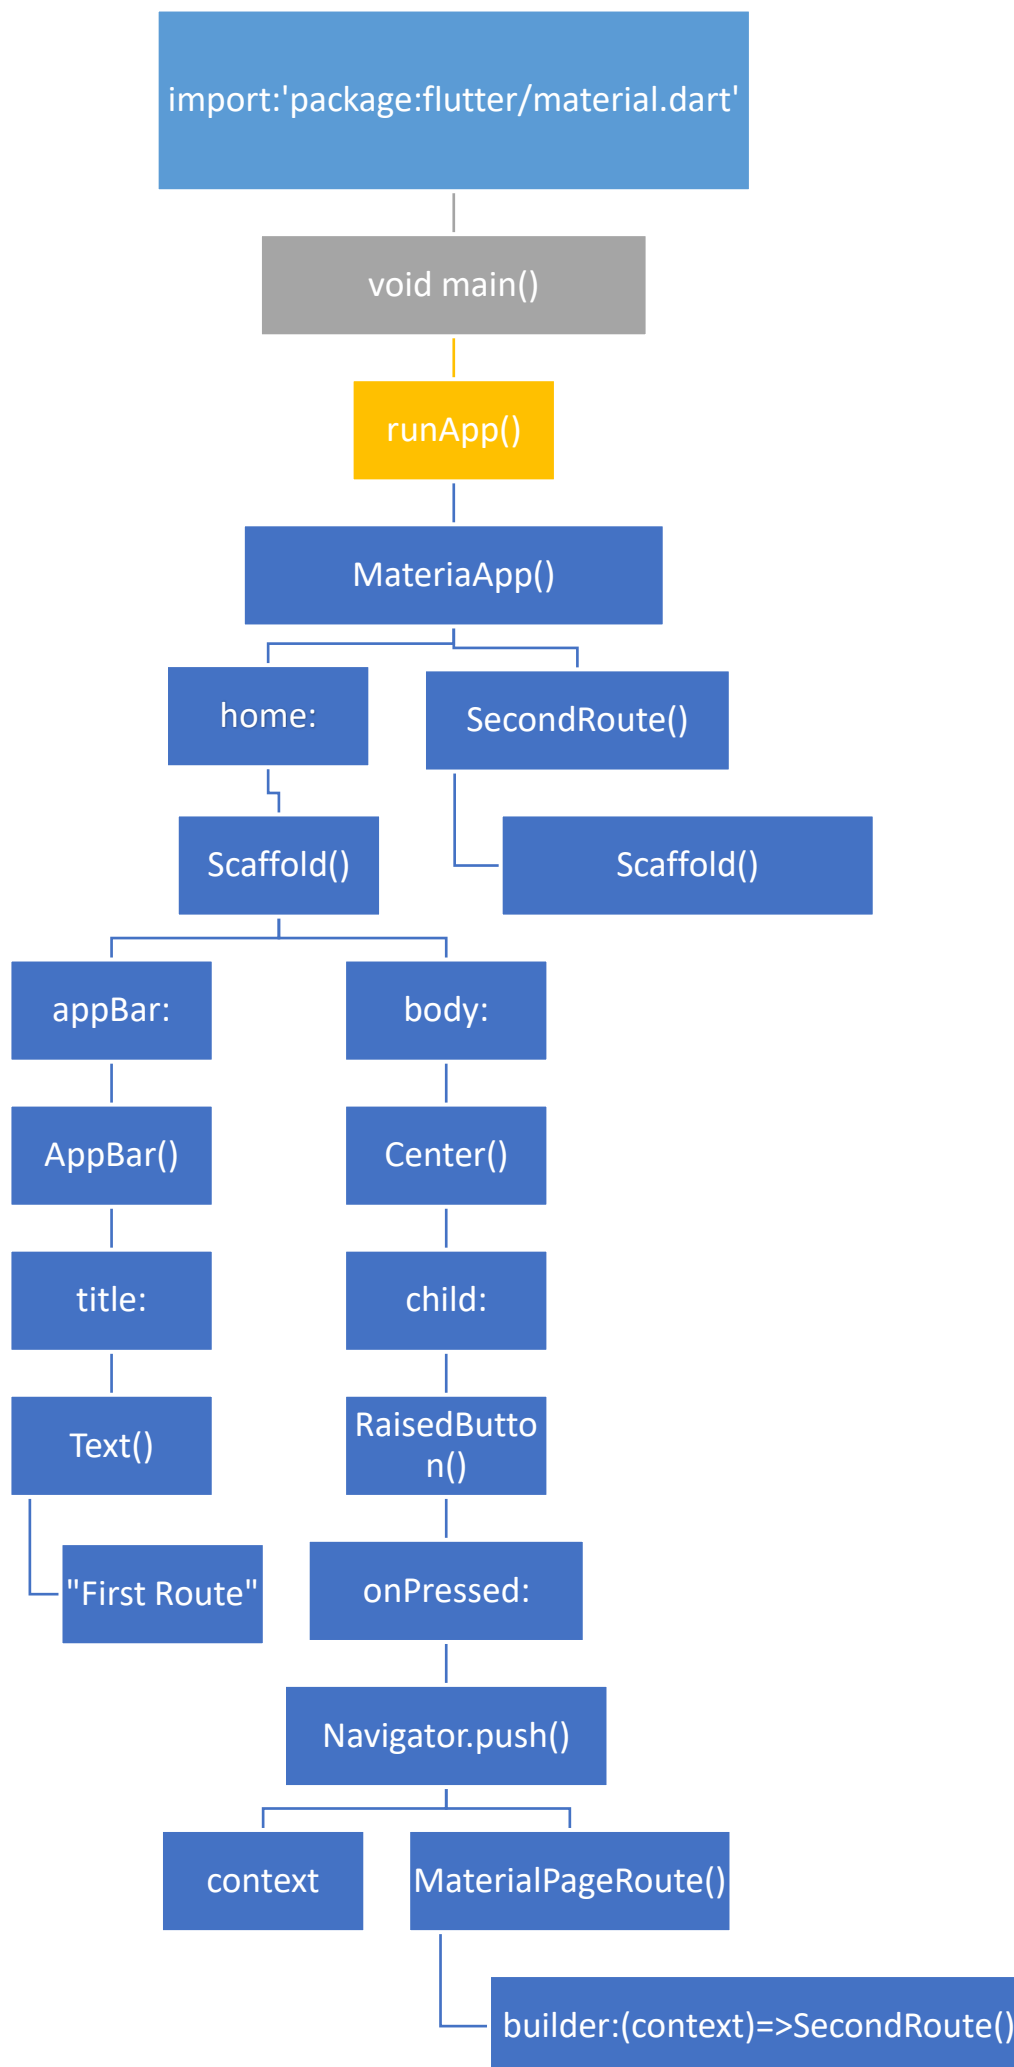 import:'package:flutter/material.dart'
void main()
runApp()
MateriaApp()
home:
SecondRoute()
Scaffold()
Scaffold()
appBar:
body:
AppBar()
Center()
title:
child:
Text()
RaisedButto
n()
"First Route"
onPressed:
Navigator.push()
context
MaterialPageRoute()
builder:(context)=>SecondRoute()